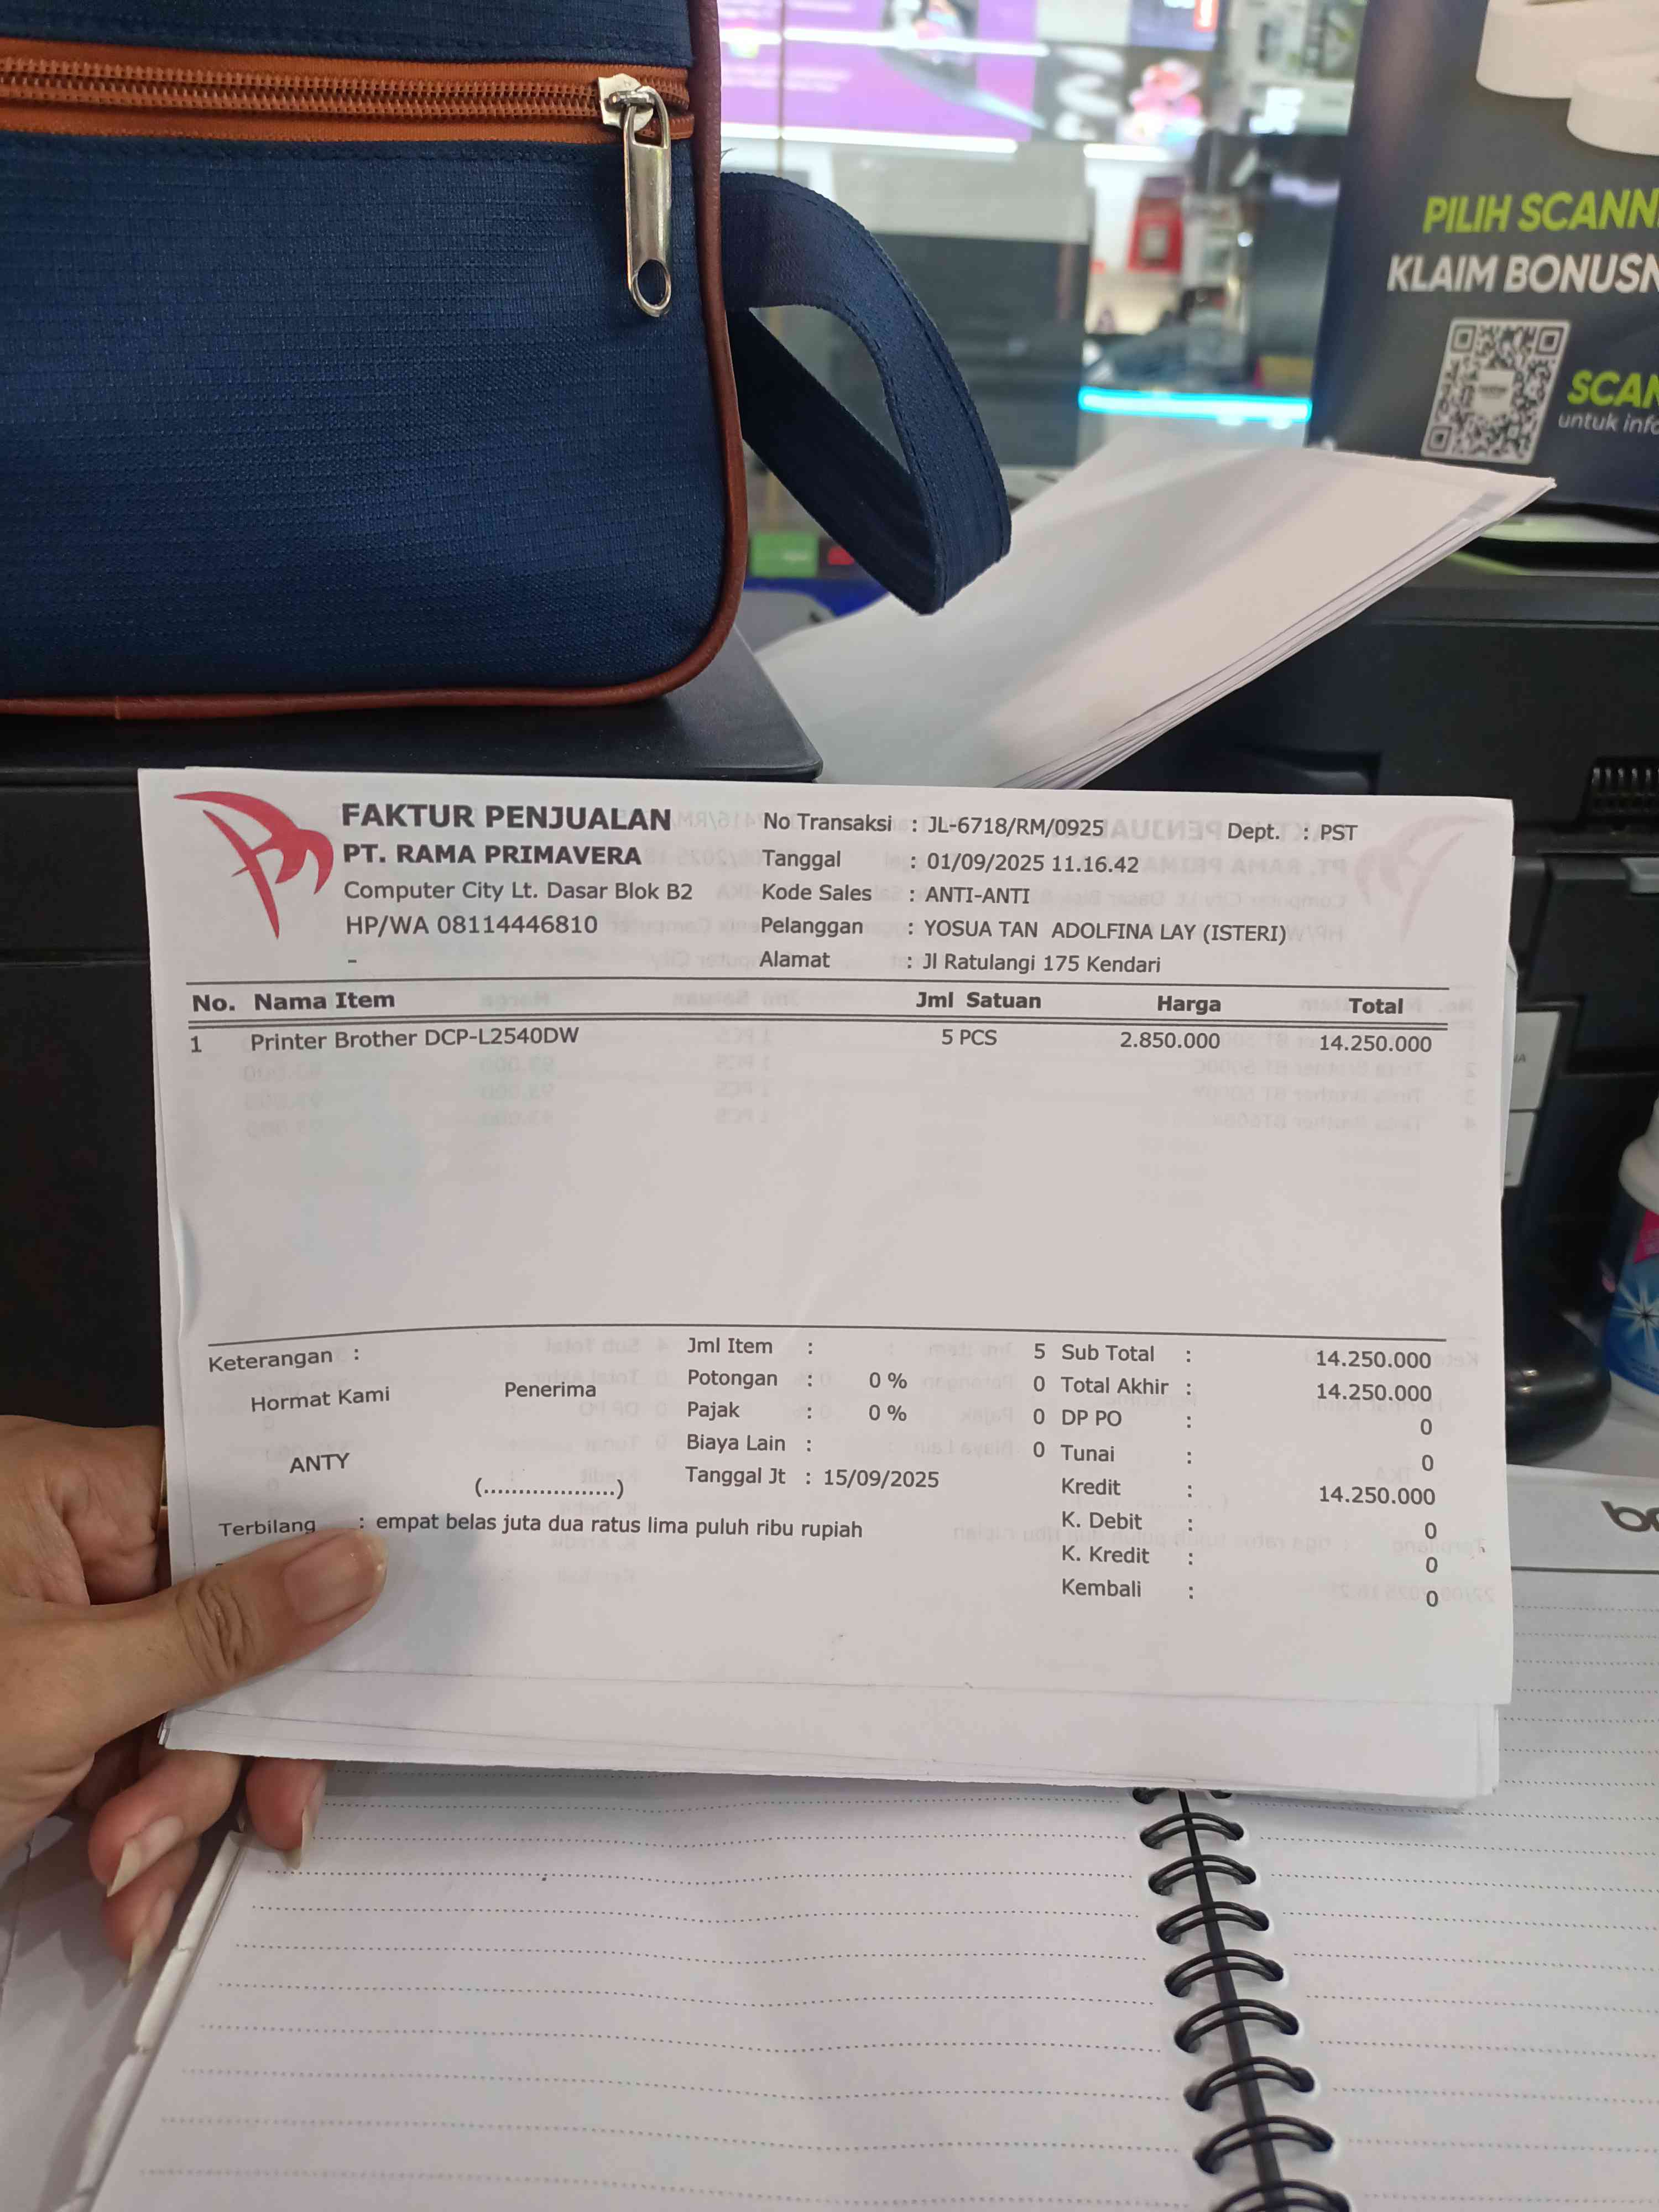 PILIH SCANN
KLAIM BONUSN
SCAN
untuk info
FAKTUR PENJUALAN
PT. RAMA PRIMAVERA
Computer City Lt. Dasar Blok B2
HP/WA 08114446810
-
No Transaksi : JL-6718/RM/0925 Dept. : PST
Tanggal : 01/09/2025 11.16.42
Kode Sales : ANTI-ANTI
Pelanggan : YOSUA TAN ADOLFINA LAY (ISTERI)
Alamat : Jl Ratulangi 175 Kendari
No. Nama Item Jml Satuan Harga Total
1 Printer Brother DCP-L2540DW 5 PCS 2.850.000 14.250.000
Keterangan :
Hormat Kami Penerima
ANTY
(...................)
Jml Item : 5
Potongan : 0 % 0
Pajak : 0 % 0
Biaya Lain : 0
Tanggal Jt : 15/09/2025
Sub Total : 14.250.000
Total Akhir : 14.250.000
DP PO : 0
Tunai : 0
Kredit : 14.250.000
K. Debit : 0
K. Kredit : 0
Kembali : 0
Terbilang : empat belas juta dua ratus lima puluh ribu rupiah